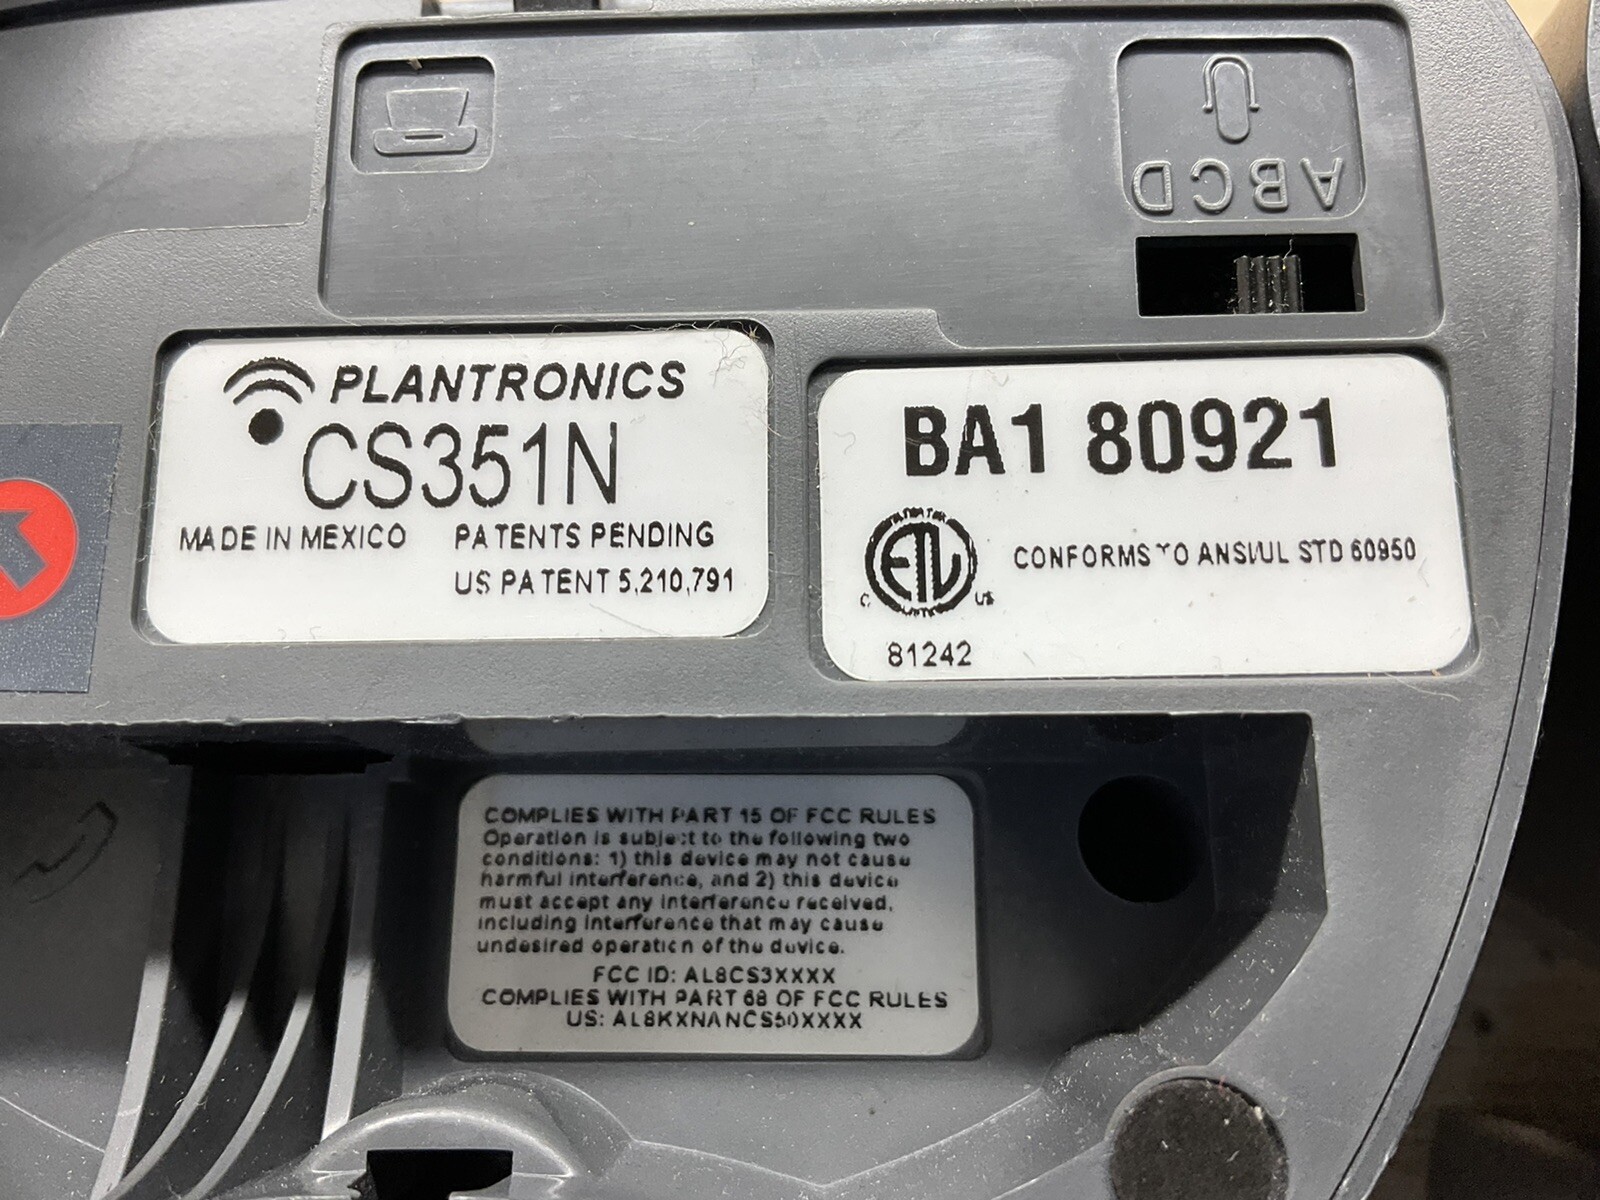 ABCD
PLANTRONICS
CS351N
MADE IN MEXICO PATENTS PENDING
US PATENT 5,210,791
BA1 80921
ETL
C US
CONFORMS TO ANSI/UL STD 60950
81242
COMPLIES WITH PART 15 OF FCC RULES
Operation is subject to the following two
conditions: 1) this device may not cause
harmful interference, and 2) this device
must accept any interference received,
including interference that may cause
undesired operation of the device.
FCC ID: AL8CS3XXXX
COMPLIES WITH PART 68 OF FCC RULES
US: AL8KXNANCS50XXXX